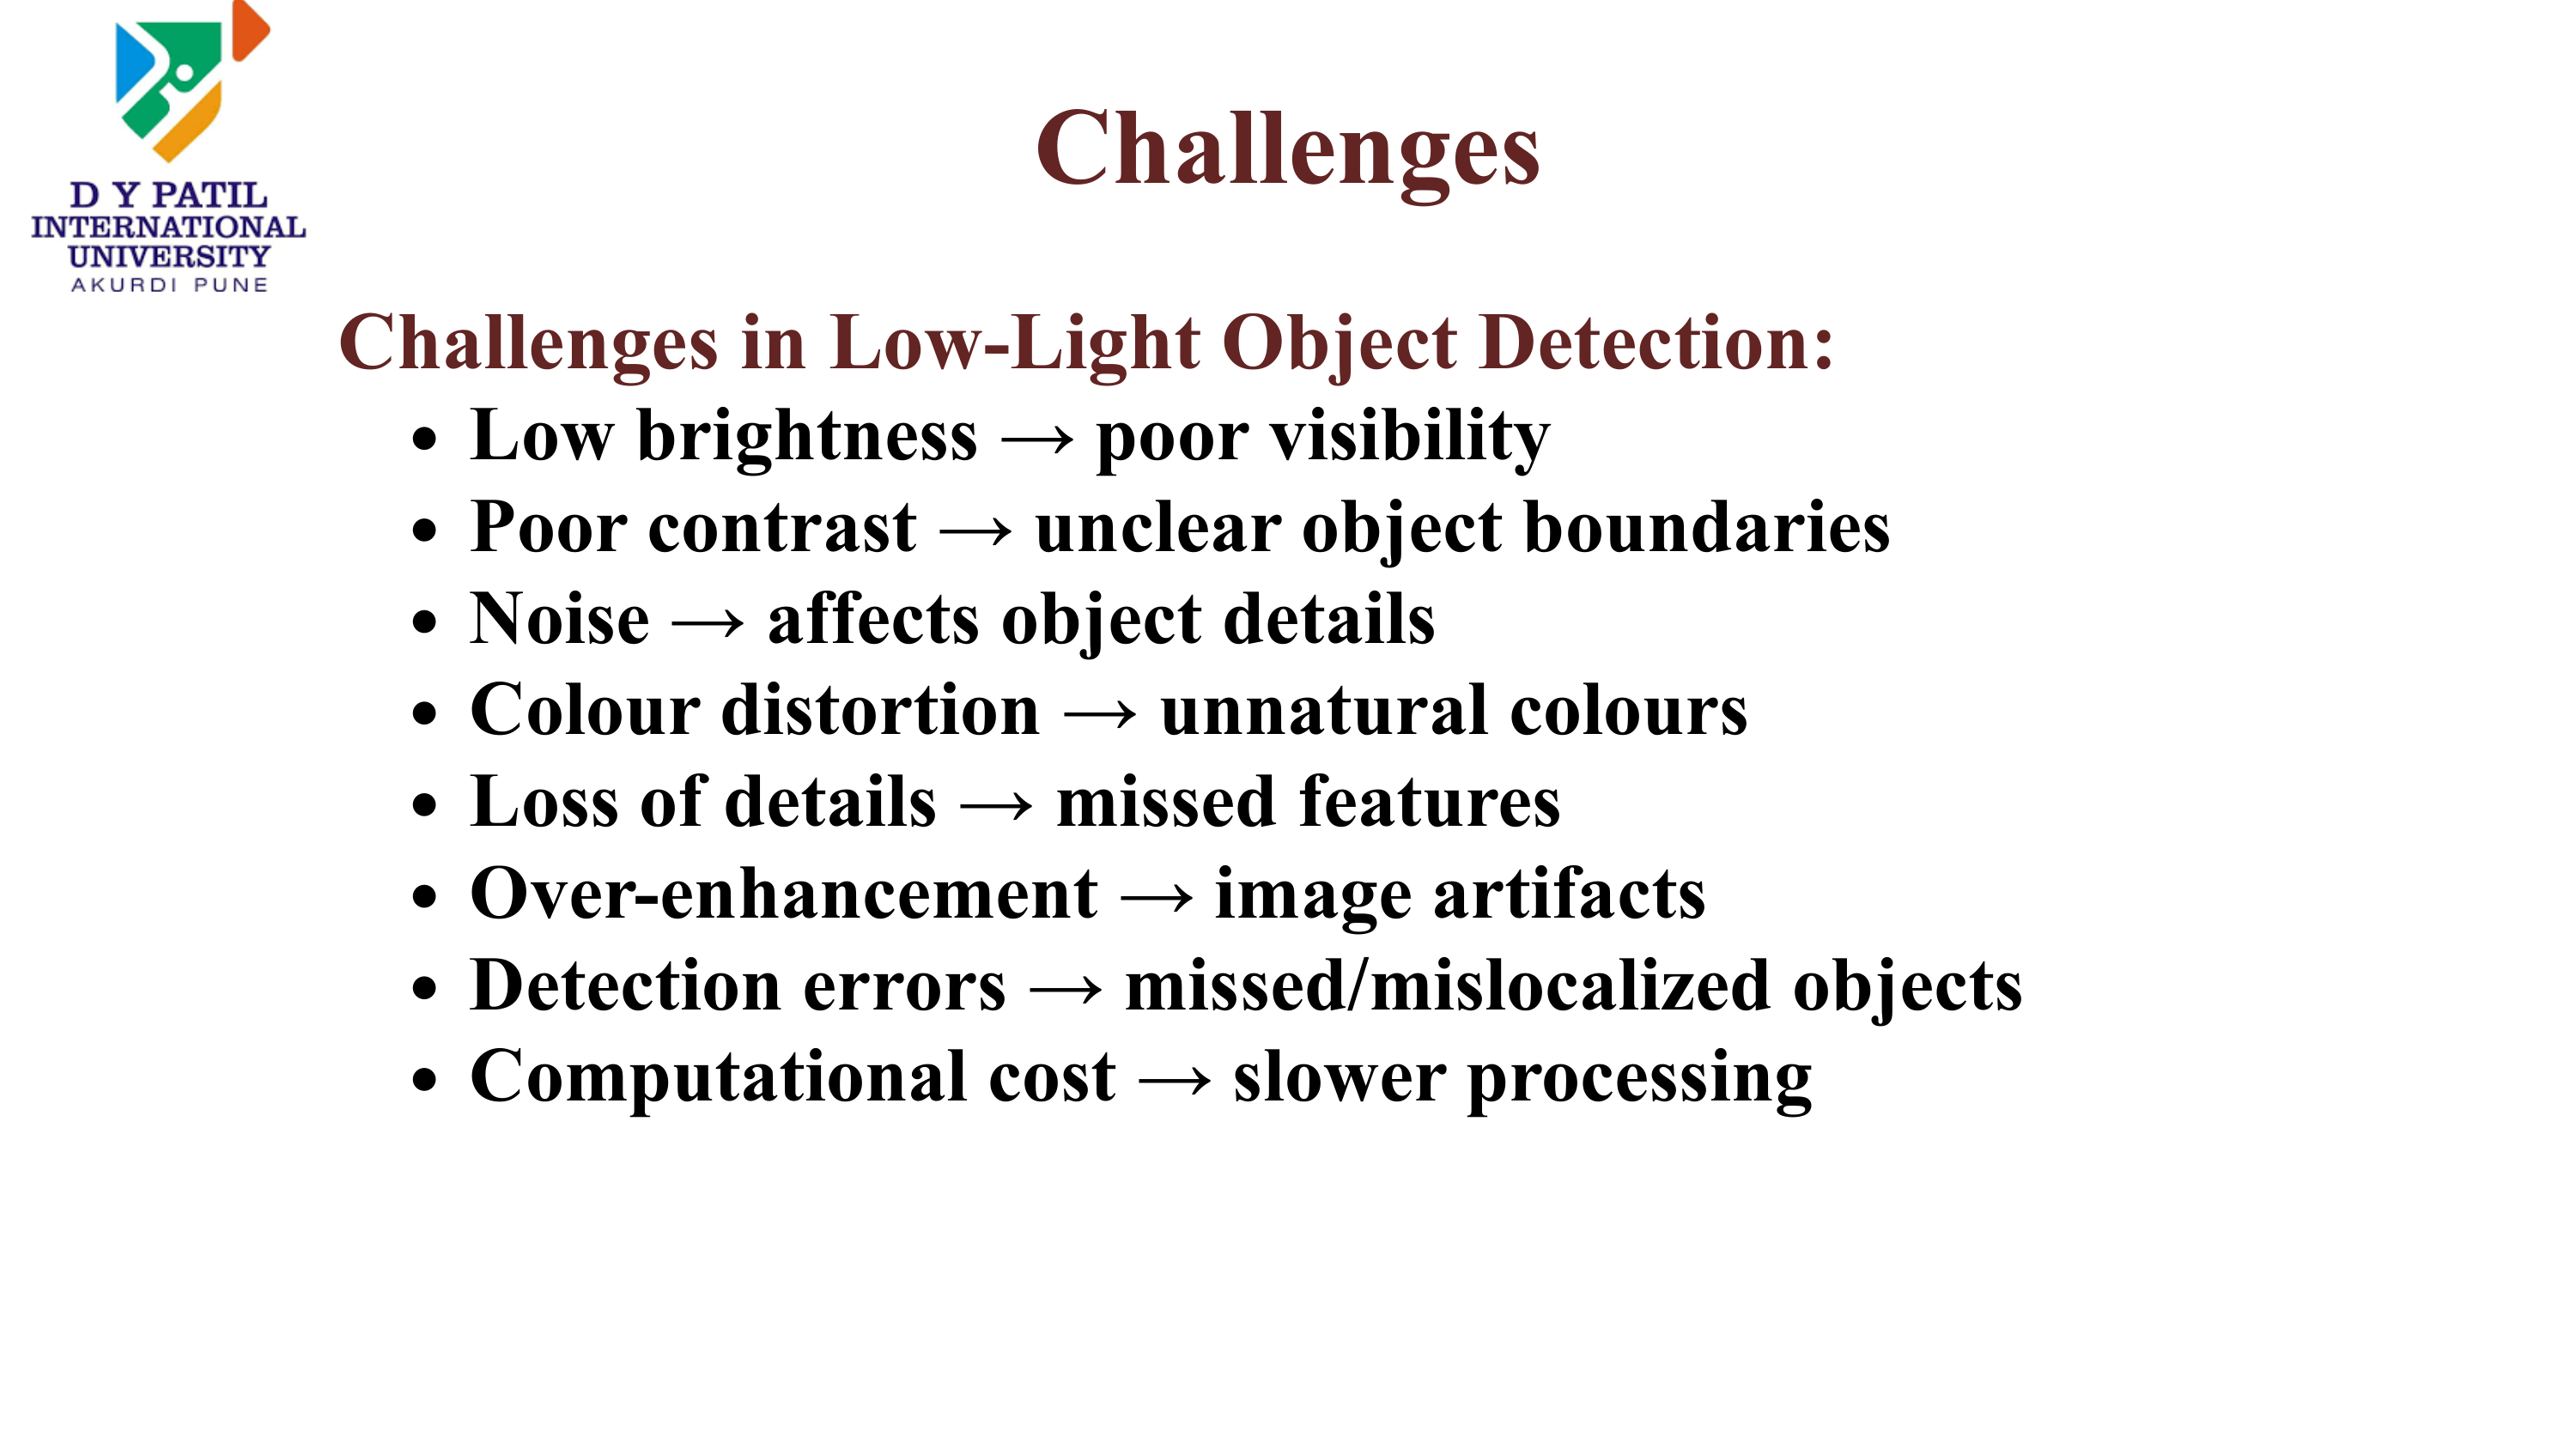 D Y PATIL
INTERNATIONAL
UNIVERSITY
AKURDI PUNE
Challenges
Challenges in Low-Light Object Detection:
• Low brightness → poor visibility
• Poor contrast → unclear object boundaries
• Noise → affects object details
• Colour distortion → unnatural colours
• Loss of details → missed features
• Over-enhancement → image artifacts
• Detection errors → missed/mislocalized objects
• Computational cost → slower processing